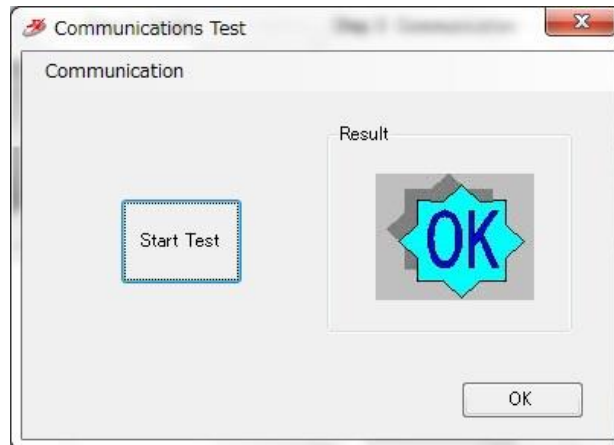 Communications Test
Communication
Result
Start Test
OK
OK